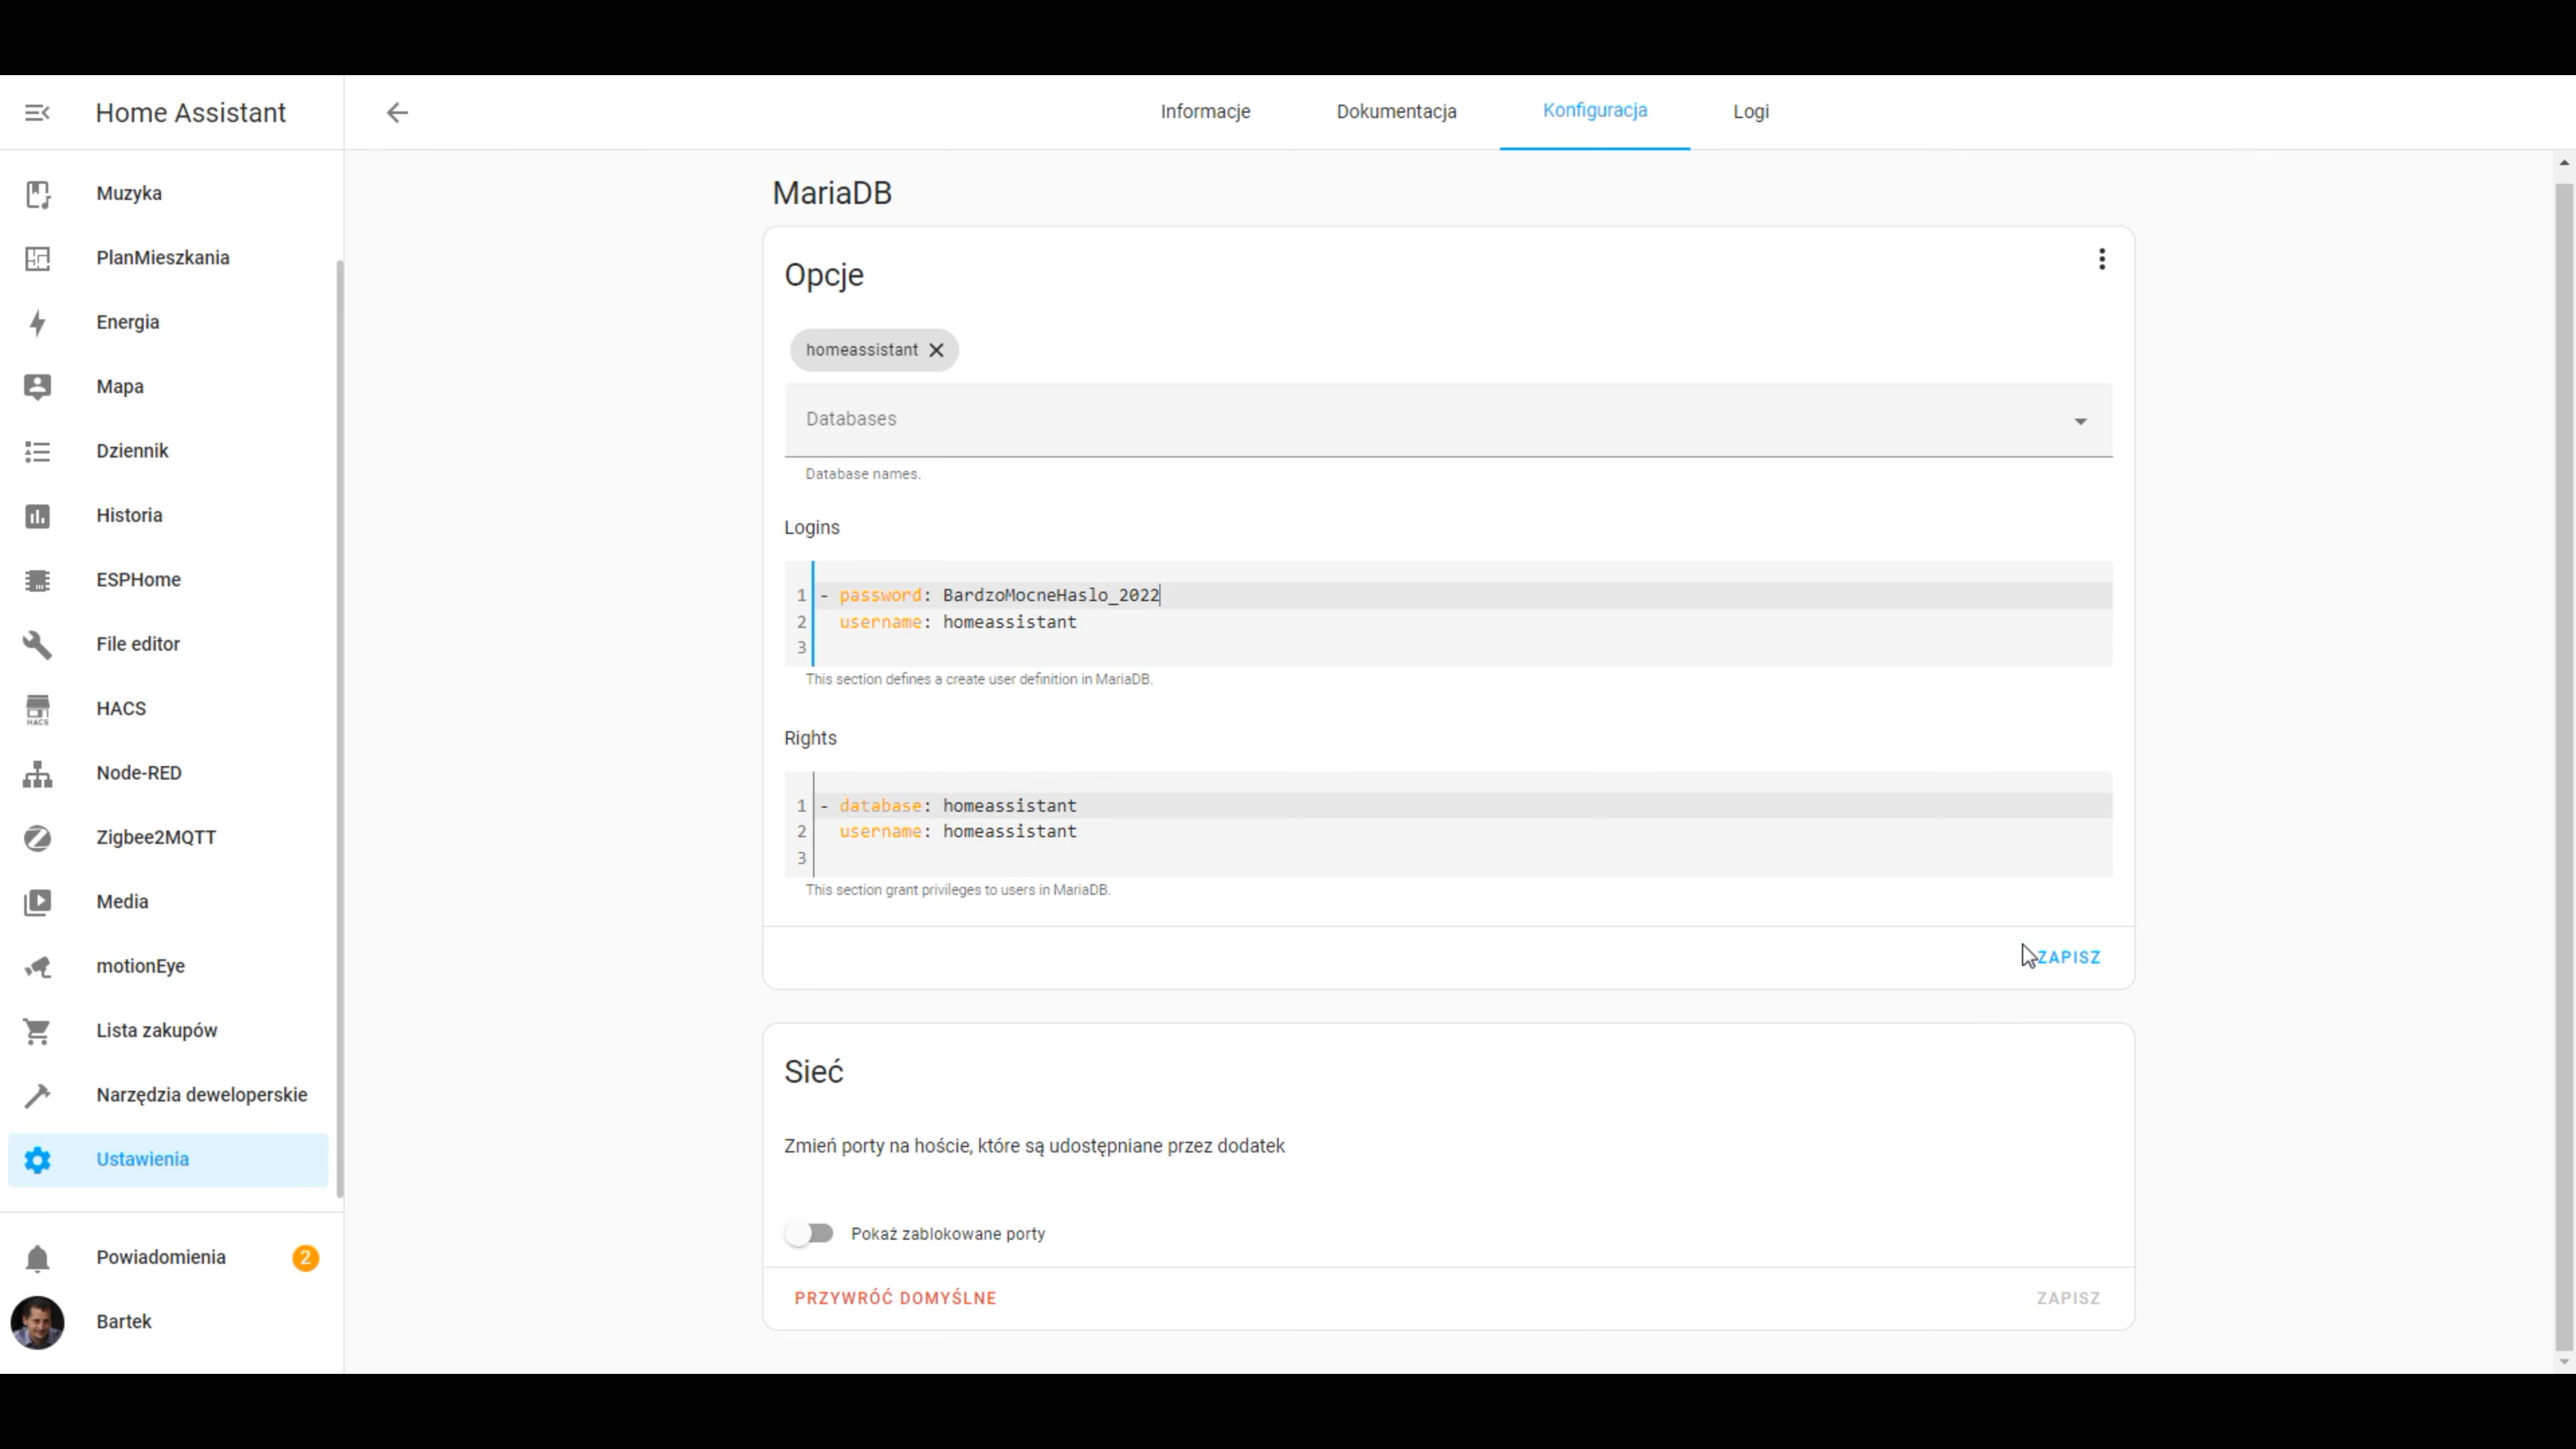 Home Assistant
Informacje
Dokumentacja
Konfiguracja
Logi
Muzyka
PlanMieszkania
Energia
Mapa
Dziennik
Historia
ESPHome
File editor
HACS
HACS
Node-RED
Zigbee2MQTT
Media
motionEye
Lista zakupów
Narzędzia deweloperskie
Ustawienia
Powiadomienia 2
Bartek
MariaDB
Opcje
homeassistant
Databases
Database names.
Logins
1 - password: BardzoMocneHaslo_2022
2 username: homeassistant
3
This section defines a create user definition in MariaDB.
Rights
1 - database: homeassistant
2 username: homeassistant
3
This section grant privileges to users in MariaDB.
ZAPISZ
Sieć
Zmień porty na hoście, które są udostępniane przez dodatek
Pokaż zablokowane porty
PRZYWRÓĆ DOMYŚLNE
ZAPISZ